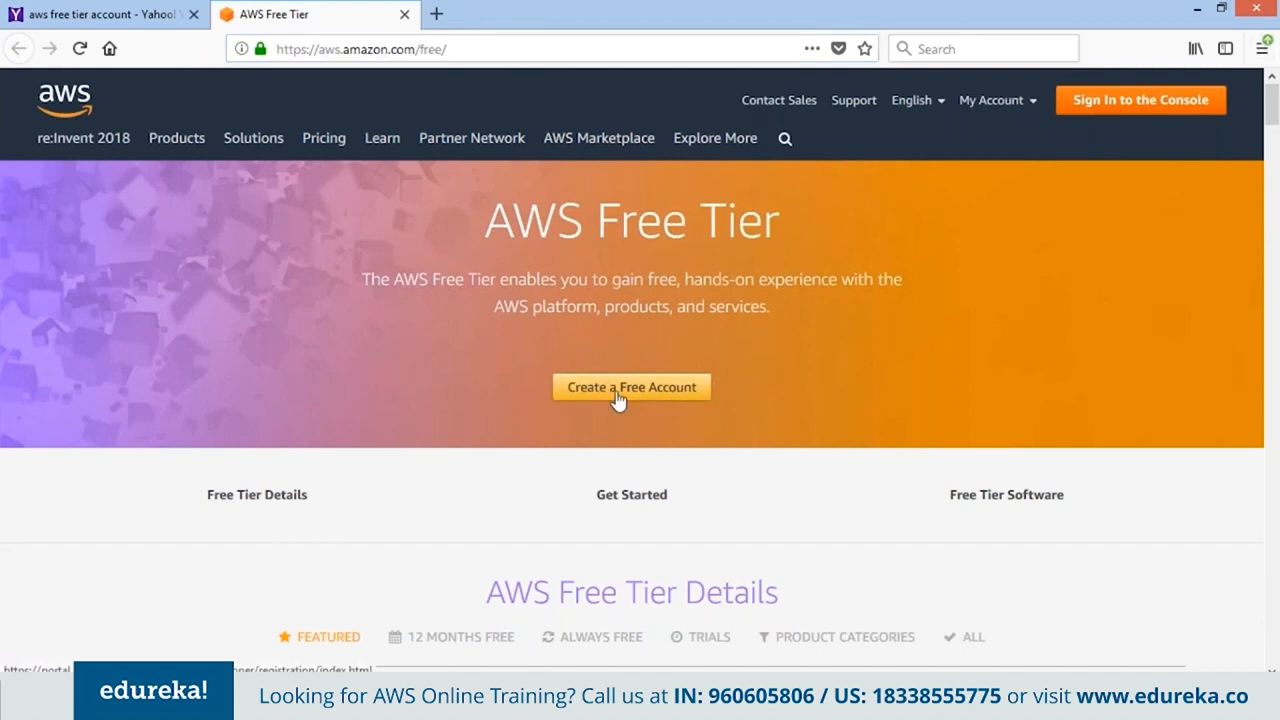 aws free tier account - Yahoo!
AWS Free Tier
https://aws.amazon.com/free/
Search
aws
Contact Sales
Support
English
My Account
Sign In to the Console
re:Invent 2018
Products
Solutions
Pricing
Learn
Partner Network
AWS Marketplace
Explore More
AWS Free Tier
The AWS Free Tier enables you to gain free, hands-on experience with the
AWS platform, products, and services.
Create a Free Account
Free Tier Details
Get Started
Free Tier Software
AWS Free Tier Details
FEATURED
12 MONTHS FREE
ALWAYS FREE
TRIALS
PRODUCT CATEGORIES
ALL
edureka!
Looking for AWS Online Training? Call us at IN: 960605806 / US: 18338555775 or visit www.edureka.co